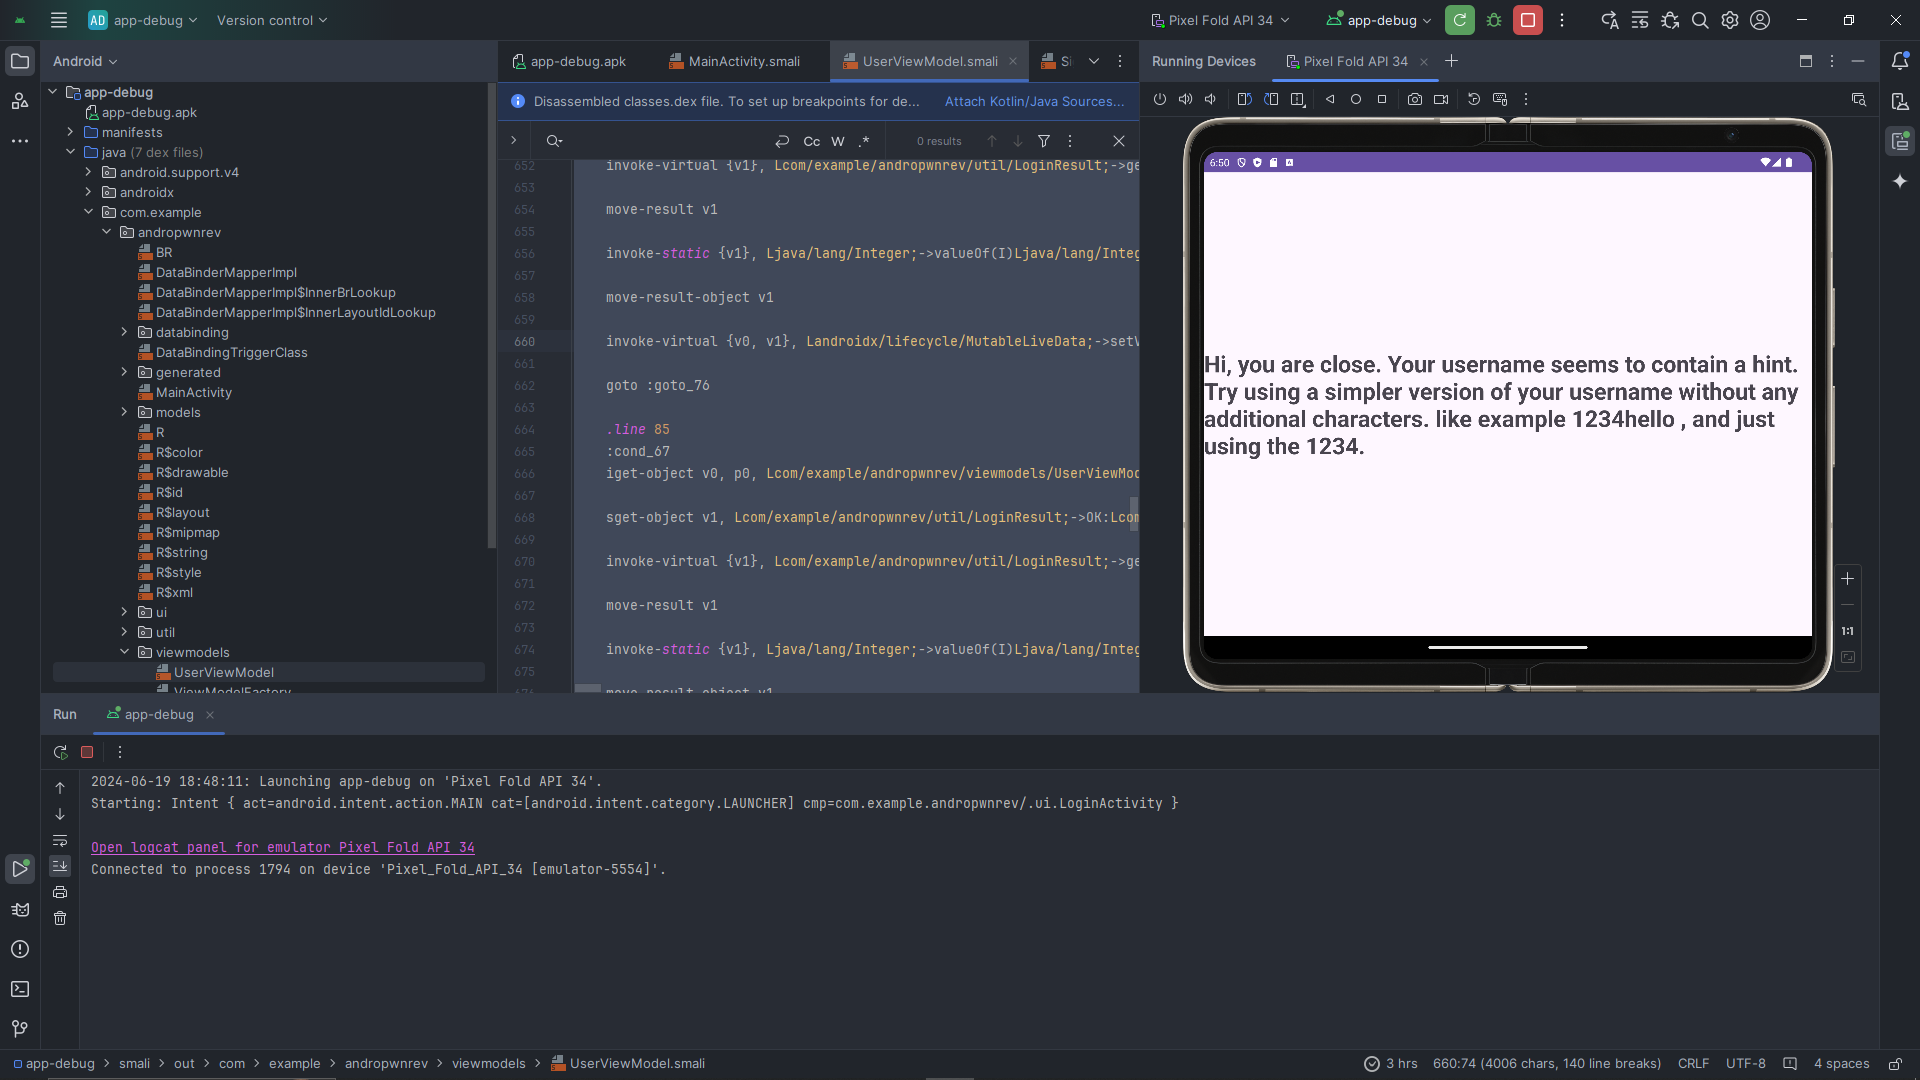 AD app-debug Version control Pixel Fold API 34 app-debug
Android
app-debug
app-debug.apk
manifests
java (7 dex files)
android.support.v4
androidx
com.example
andropwnrev
BR
DataBinderMapperImpl
DataBinderMapperImpl$InnerBrLookup
DataBinderMapperImpl$InnerLayoutIdLookup
databinding
DataBindingTriggerClass
generated
MainActivity
models
R
R$color
R$drawable
R$id
R$layout
R$mipmap
R$string
R$style
R$xml
ui
util
viewmodels
UserViewModel
ViewModelFactory
app-debug.apk MainActivity.smali UserViewModel.smali
Disassembled classes.dex file. To set up breakpoints for de... Attach Kotlin/Java Sources...
Cc W .* 0 results
652 invoke-virtual {v1}, Lcom/example/andropwnrev/util/LoginResult;->ge
653
654 move-result v1
655
656 invoke-static {v1}, Ljava/lang/Integer;->valueOf(I)Ljava/lang/Integ
657
658 move-result-object v1
659
660 invoke-virtual {v0, v1}, Landroidx/lifecycle/MutableLiveData;->setV
661
662 goto :goto_76
663
664 .line 85
665 :cond_67
666 iget-object v0, p0, Lcom/example/andropwnrev/viewmodels/UserViewMod
667
668 sget-object v1, Lcom/example/andropwnrev/util/LoginResult;->OK:Lcom
669
670 invoke-virtual {v1}, Lcom/example/andropwnrev/util/LoginResult;->ge
671
672 move-result v1
673
674 invoke-static {v1}, Ljava/lang/Integer;->valueOf(I)Ljava/lang/Integ
675
move-result-object v1
Running Devices Pixel Fold API 34
6:50
Hi, you are close. Your username seems to contain a hint.
Try using a simpler version of your username without any
additional characters. like example 1234hello , and just
using the 1234.
1:1
Run app-debug
2024-06-19 18:48:11: Launching app-debug on 'Pixel Fold API 34'.
Starting: Intent { act=android.intent.action.MAIN cat=[android.intent.category.LAUNCHER] cmp=com.example.andropwnrev/.ui.LoginActivity }
Open logcat panel for emulator Pixel Fold API 34
Connected to process 1794 on device 'Pixel_Fold_API_34 [emulator-5554]'.
app-debug > smali > out > com > example > andropwnrev > viewmodels > UserViewModel.smali 3 hrs 660:74 (4006 chars, 140 line breaks) CRLF UTF-8 4 spaces